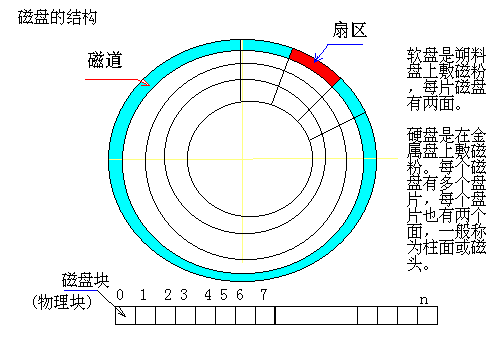 磁盘的结构
扇区
磁道
软盘是朔料
盘上敷磁粉
，每片磁盘
有两面。
硬盘是在金
属盘上敷磁
粉。每个磁
盘有多个盘
片，每个盘
片也有两个
面，一般称
为柱面或磁
头。
磁盘块
(物理块)
0 1 2 3 4 5 6 7 n